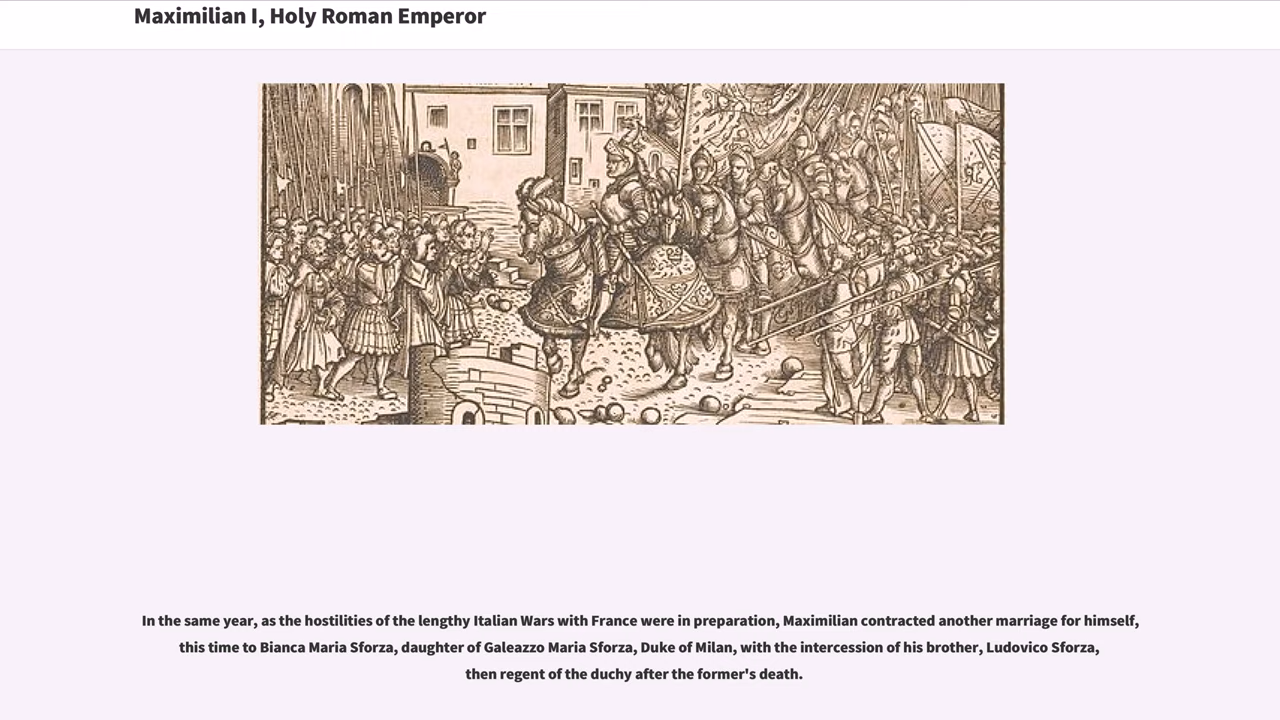 Maximilian I, Holy Roman Emperor
In the same year, as the hostilities of the lengthy Italian Wars with France were in preparation, Maximilian contracted another marriage for himself,
this time to Bianca Maria Sforza, daughter of Galeazzo Maria Sforza, Duke of Milan, with the intercession of his brother, Ludovico Sforza,
then regent of the duchy after the former's death.